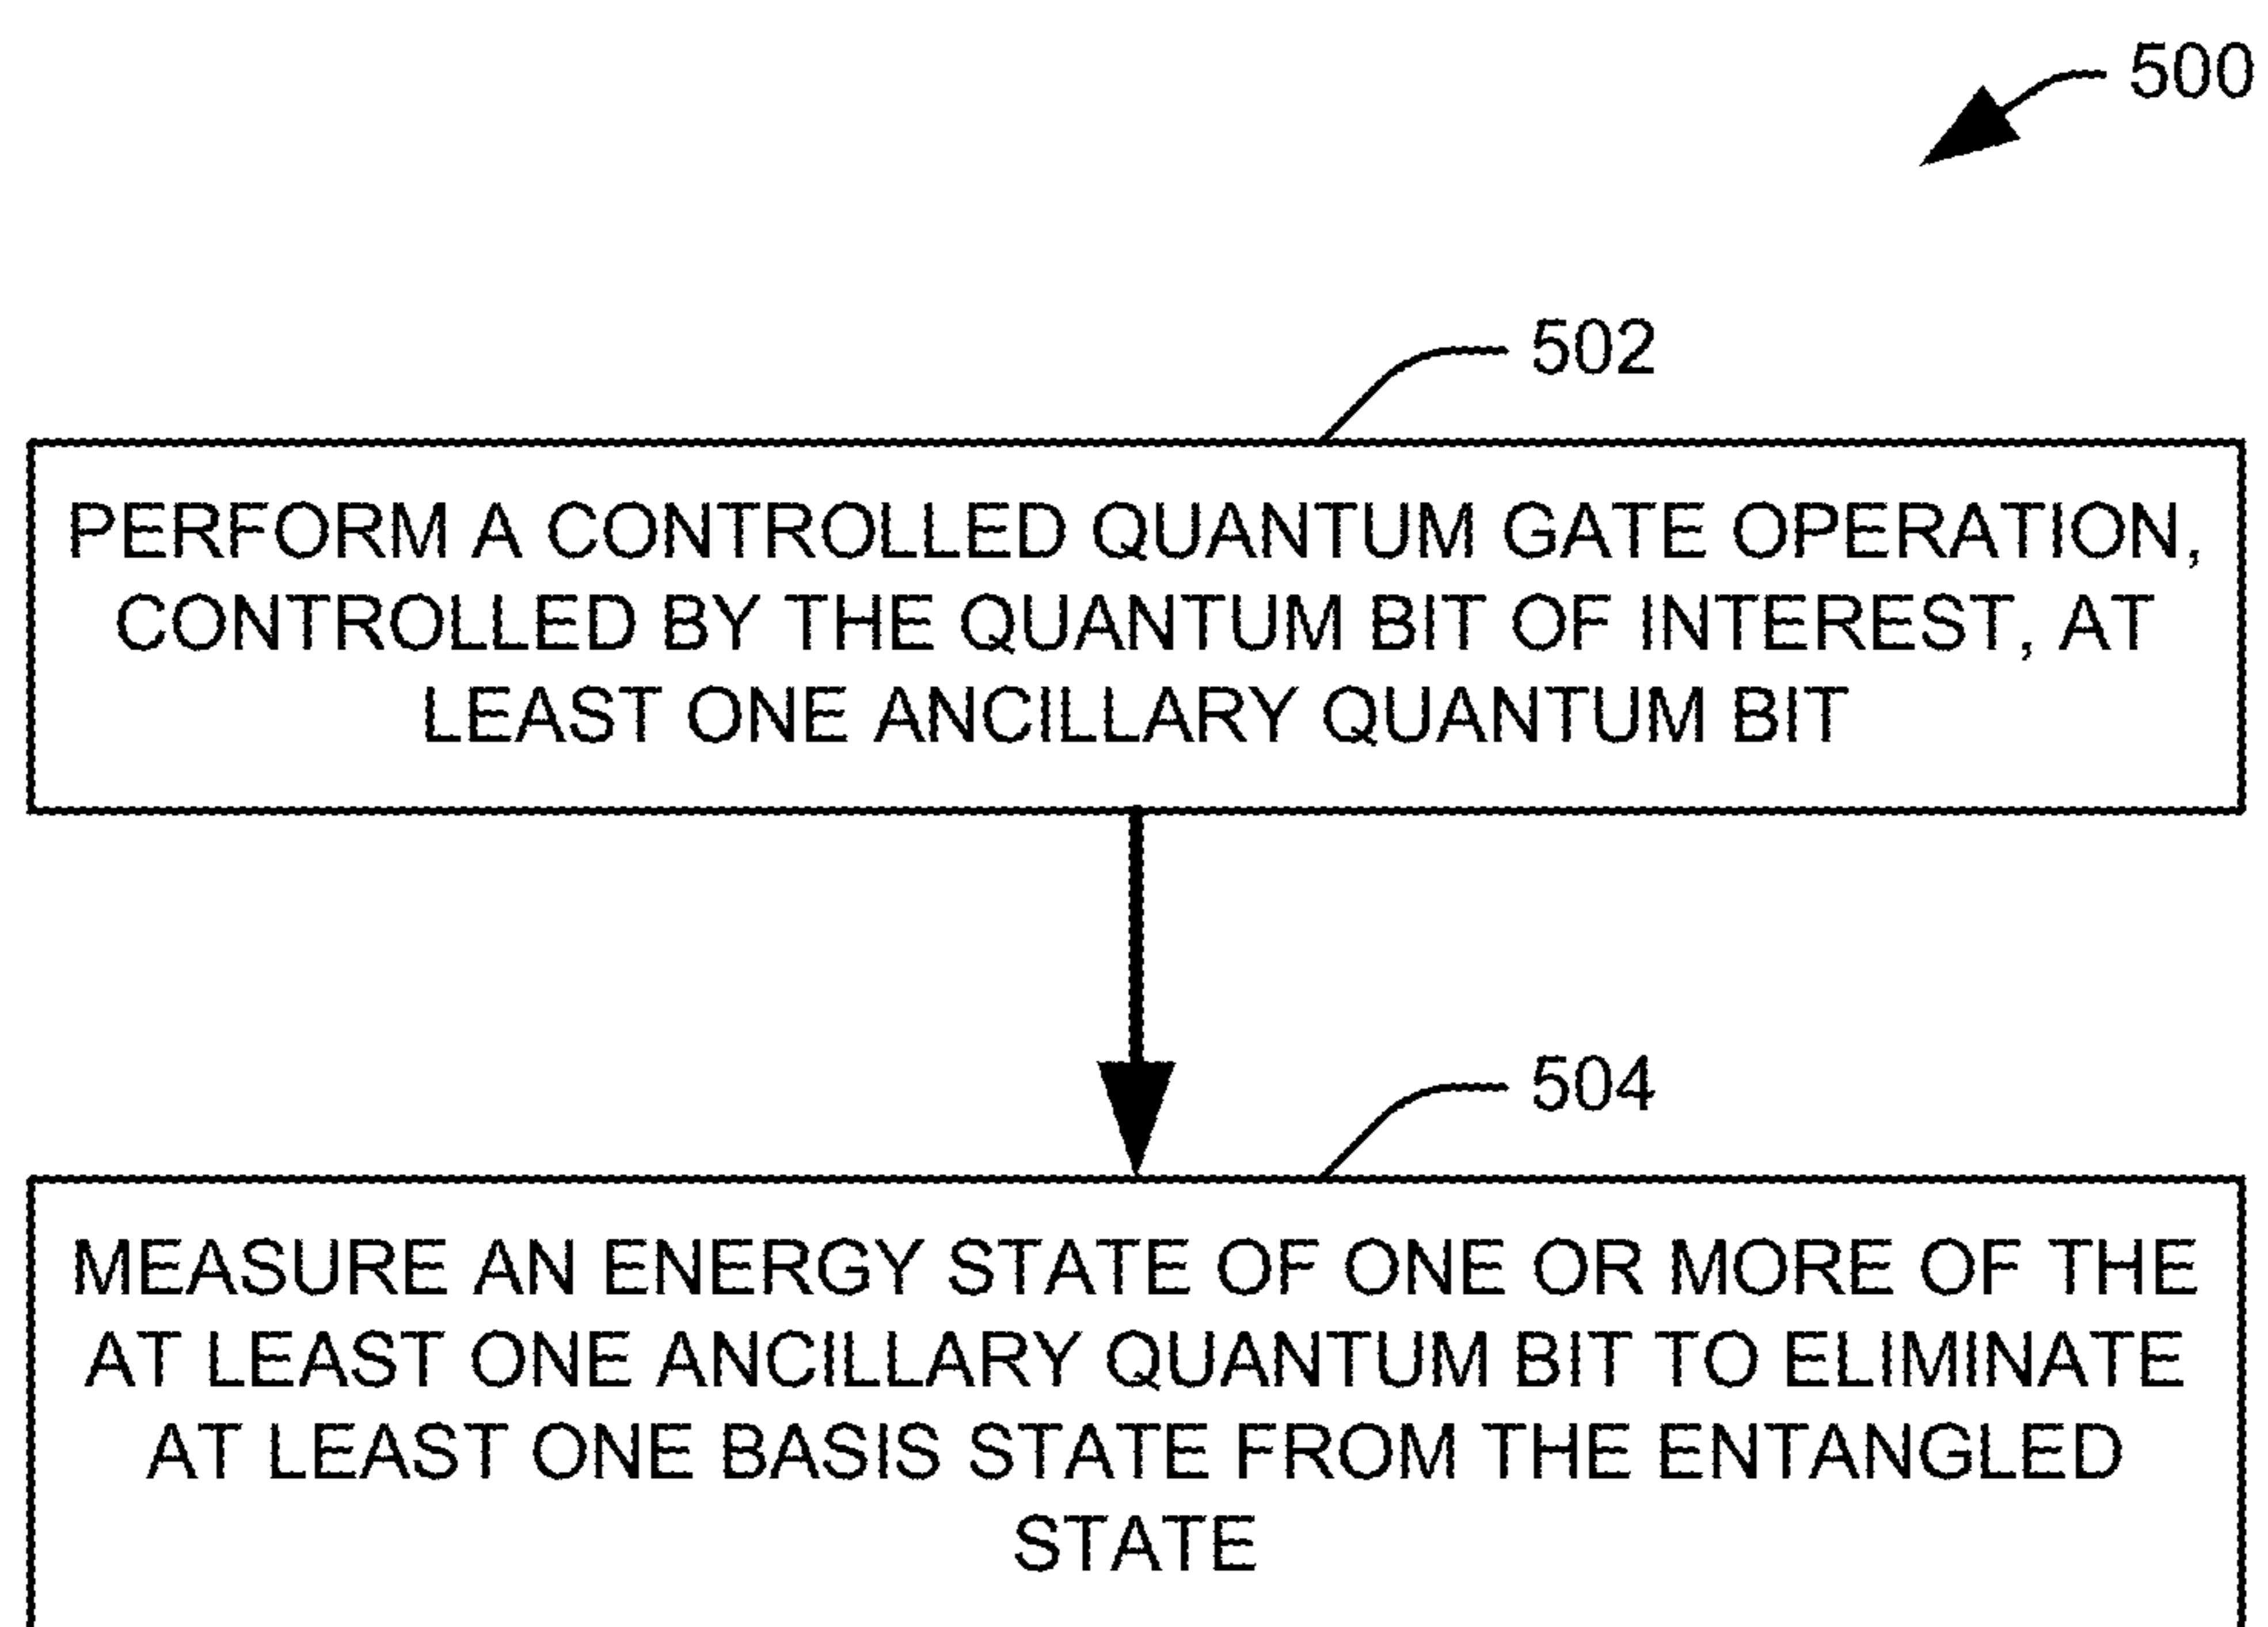 500
502
PERFORM A CONTROLLED QUANTUM GATE OPERATION,
CONTROLLED BY THE QUANTUM BIT OF INTEREST, AT
LEAST ONE ANCILLARY QUANTUM BIT
504
MEASURE AN ENERGY STATE OF ONE OR MORE OF THE
AT LEAST ONE ANCILLARY QUANTUM BIT TO ELIMINATE
AT LEAST ONE BASIS STATE FROM THE ENTANGLED
STATE